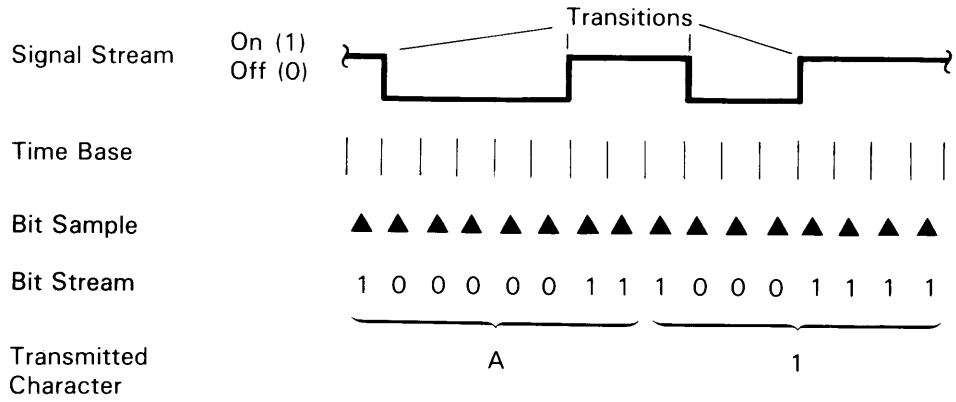 Transitions
Signal Stream On (1)
Off (0)
Time Base
Bit Sample
Bit Stream 1 0 0 0 0 0 1 1 1 0 0 0 1 1 1 1
Transmitted A 1
Character